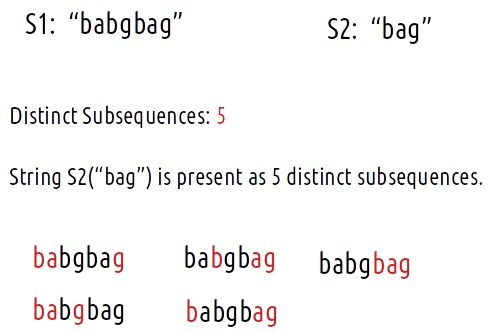 S1: “babgbag” S2: “bag”
Distinct Subsequences: 5
String S2(“bag”) is present as 5 distinct subsequences.
babgbag babgbag babgbag
babgbag babgbag